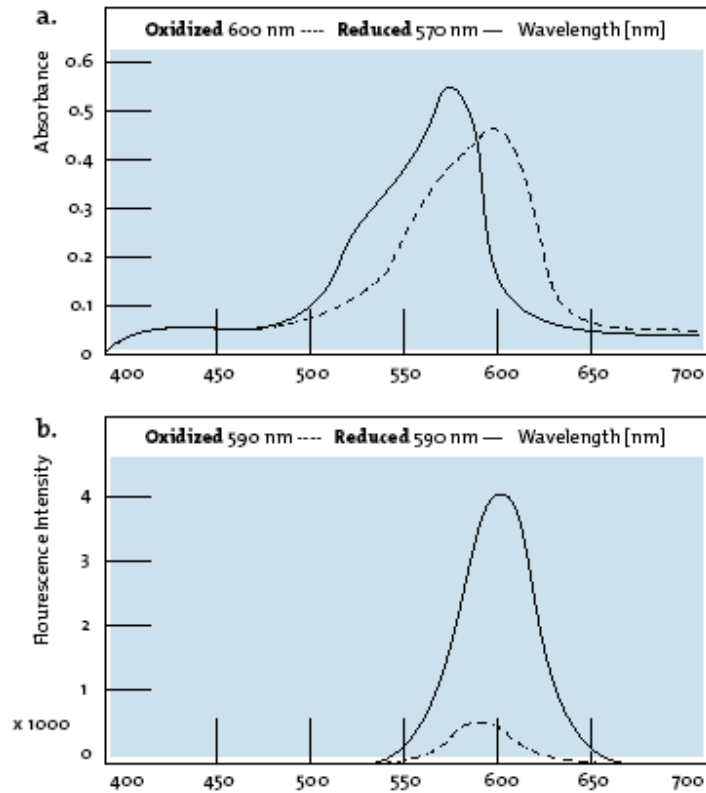 a.
Oxidized 600 nm ---- Reduced 570 nm — Wavelength [nm]
Absorbance
0.6
0.5
0.4
0.3
0.2
0.1
0
400 450 500 550 600 650 700
b.
Oxidized 590 nm ---- Reduced 590 nm — Wavelength [nm]
Flourescence Intensity
4
3
2
1
x 1000
0
400 450 500 550 600 650 700